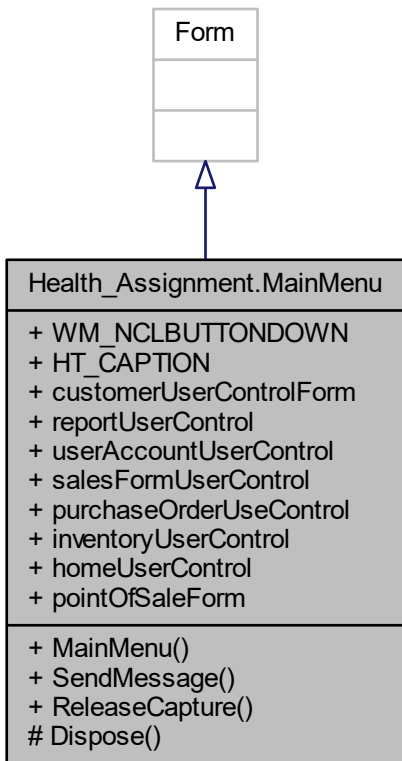 Form
Health_Assignment.MainMenu
+ WM_NCLBUTTONDOWN
+ HT_CAPTION
+ customerUserControlForm
+ reportUserControl
+ userAccountUserControl
+ salesFormUserControl
+ purchaseOrderUseControl
+ inventoryUserControl
+ homeUserControl
+ pointOfSaleForm
+ MainMenu()
+ SendMessage()
+ ReleaseCapture()
# Dispose()